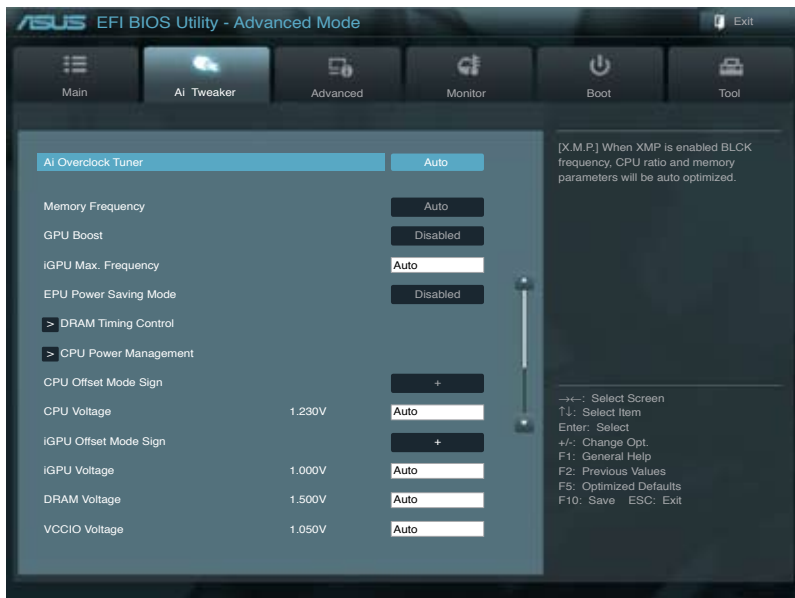 ASUS EFI BIOS Utility - Advanced Mode
Exit
Main
Ai Tweaker
Advanced
Monitor
Boot
Tool
Ai Overclock Tuner Auto
Memory Frequency Auto
GPU Boost Disabled
iGPU Max. Frequency Auto
EPU Power Saving Mode Disabled
> DRAM Timing Control
> CPU Power Management
CPU Offset Mode Sign +
CPU Voltage 1.230V Auto
iGPU Offset Mode Sign +
iGPU Voltage 1.000V Auto
DRAM Voltage 1.500V Auto
VCCIO Voltage 1.050V Auto
[X.M.P.] When XMP is enabled BLCK
frequency, CPU ratio and memory
parameters will be auto optimized.
→←: Select Screen
↑↓: Select Item
Enter: Select
+/-: Change Opt.
F1: General Help
F2: Previous Values
F5: Optimized Defaults
F10: Save ESC: Exit